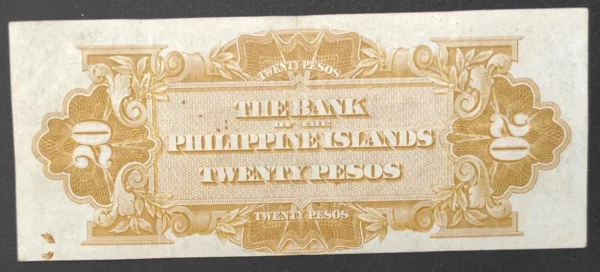 TWENTY PESOS
20
THE BANK
OF THE
PHILIPPINE ISLANDS
TWENTY PESOS
20
TWENTY PESOS